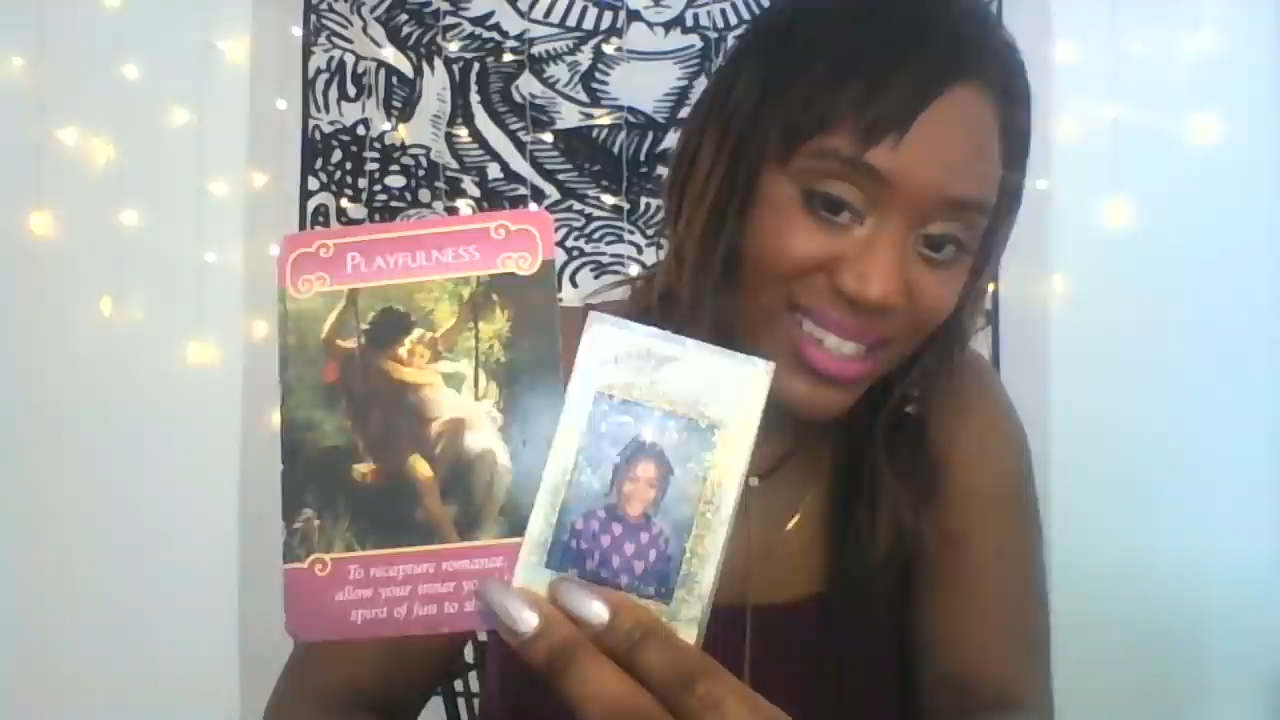 PLAYFULNESS
To recapture romance,
allow your inner
spirit of fun to